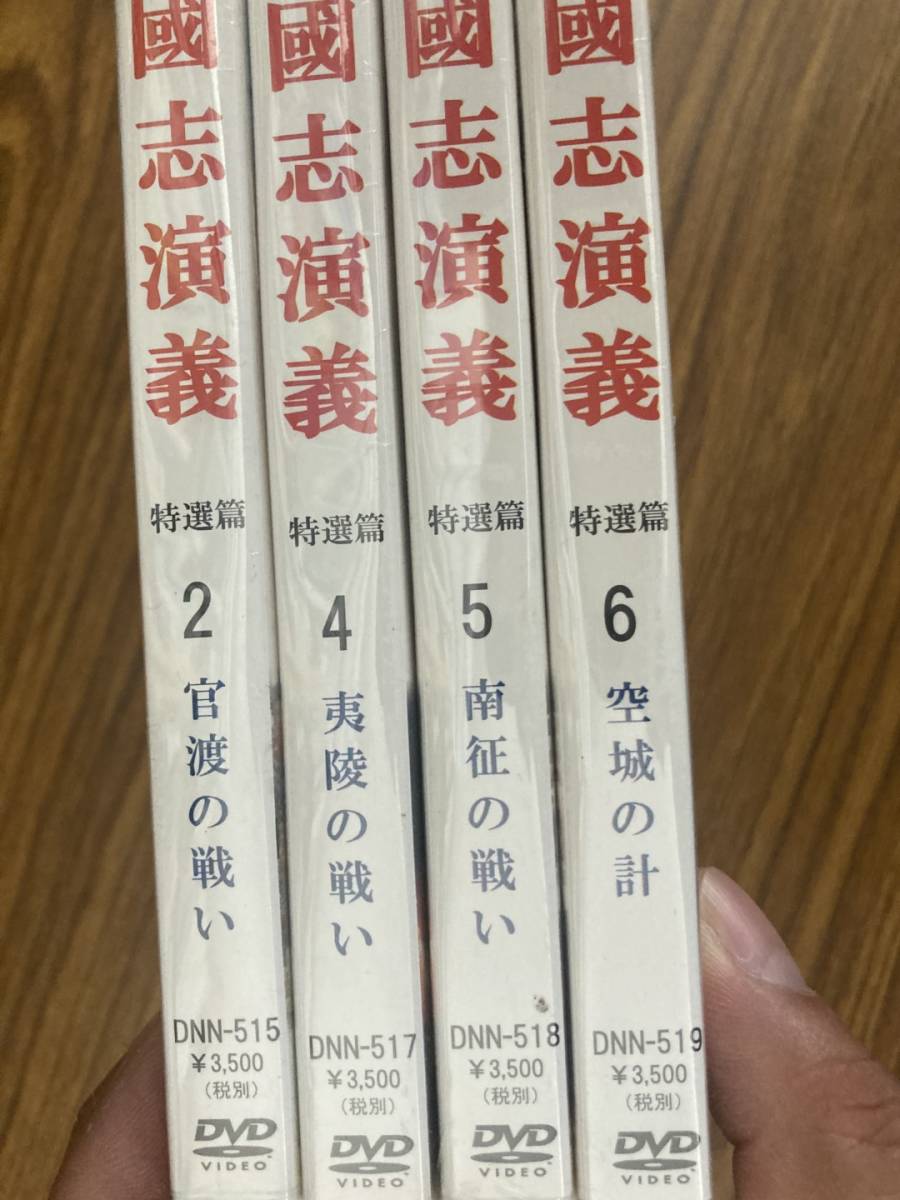 國志演義
特選篇
2
官渡の戦い
DNN-515
¥3,500
(税別)
DVD
VIDEO
國志演義
特選篇
4
夷陵の戦い
DNN-517
¥3,500
(税別)
DVD
VIDEO
國志演義
特選篇
5
南征の戦い
DNN-518
¥3,500
(税別)
DVD
VIDEO
國志演義
特選篇
6
空城の計
DNN-519
¥3,500
(税別)
DVD
VIDEO